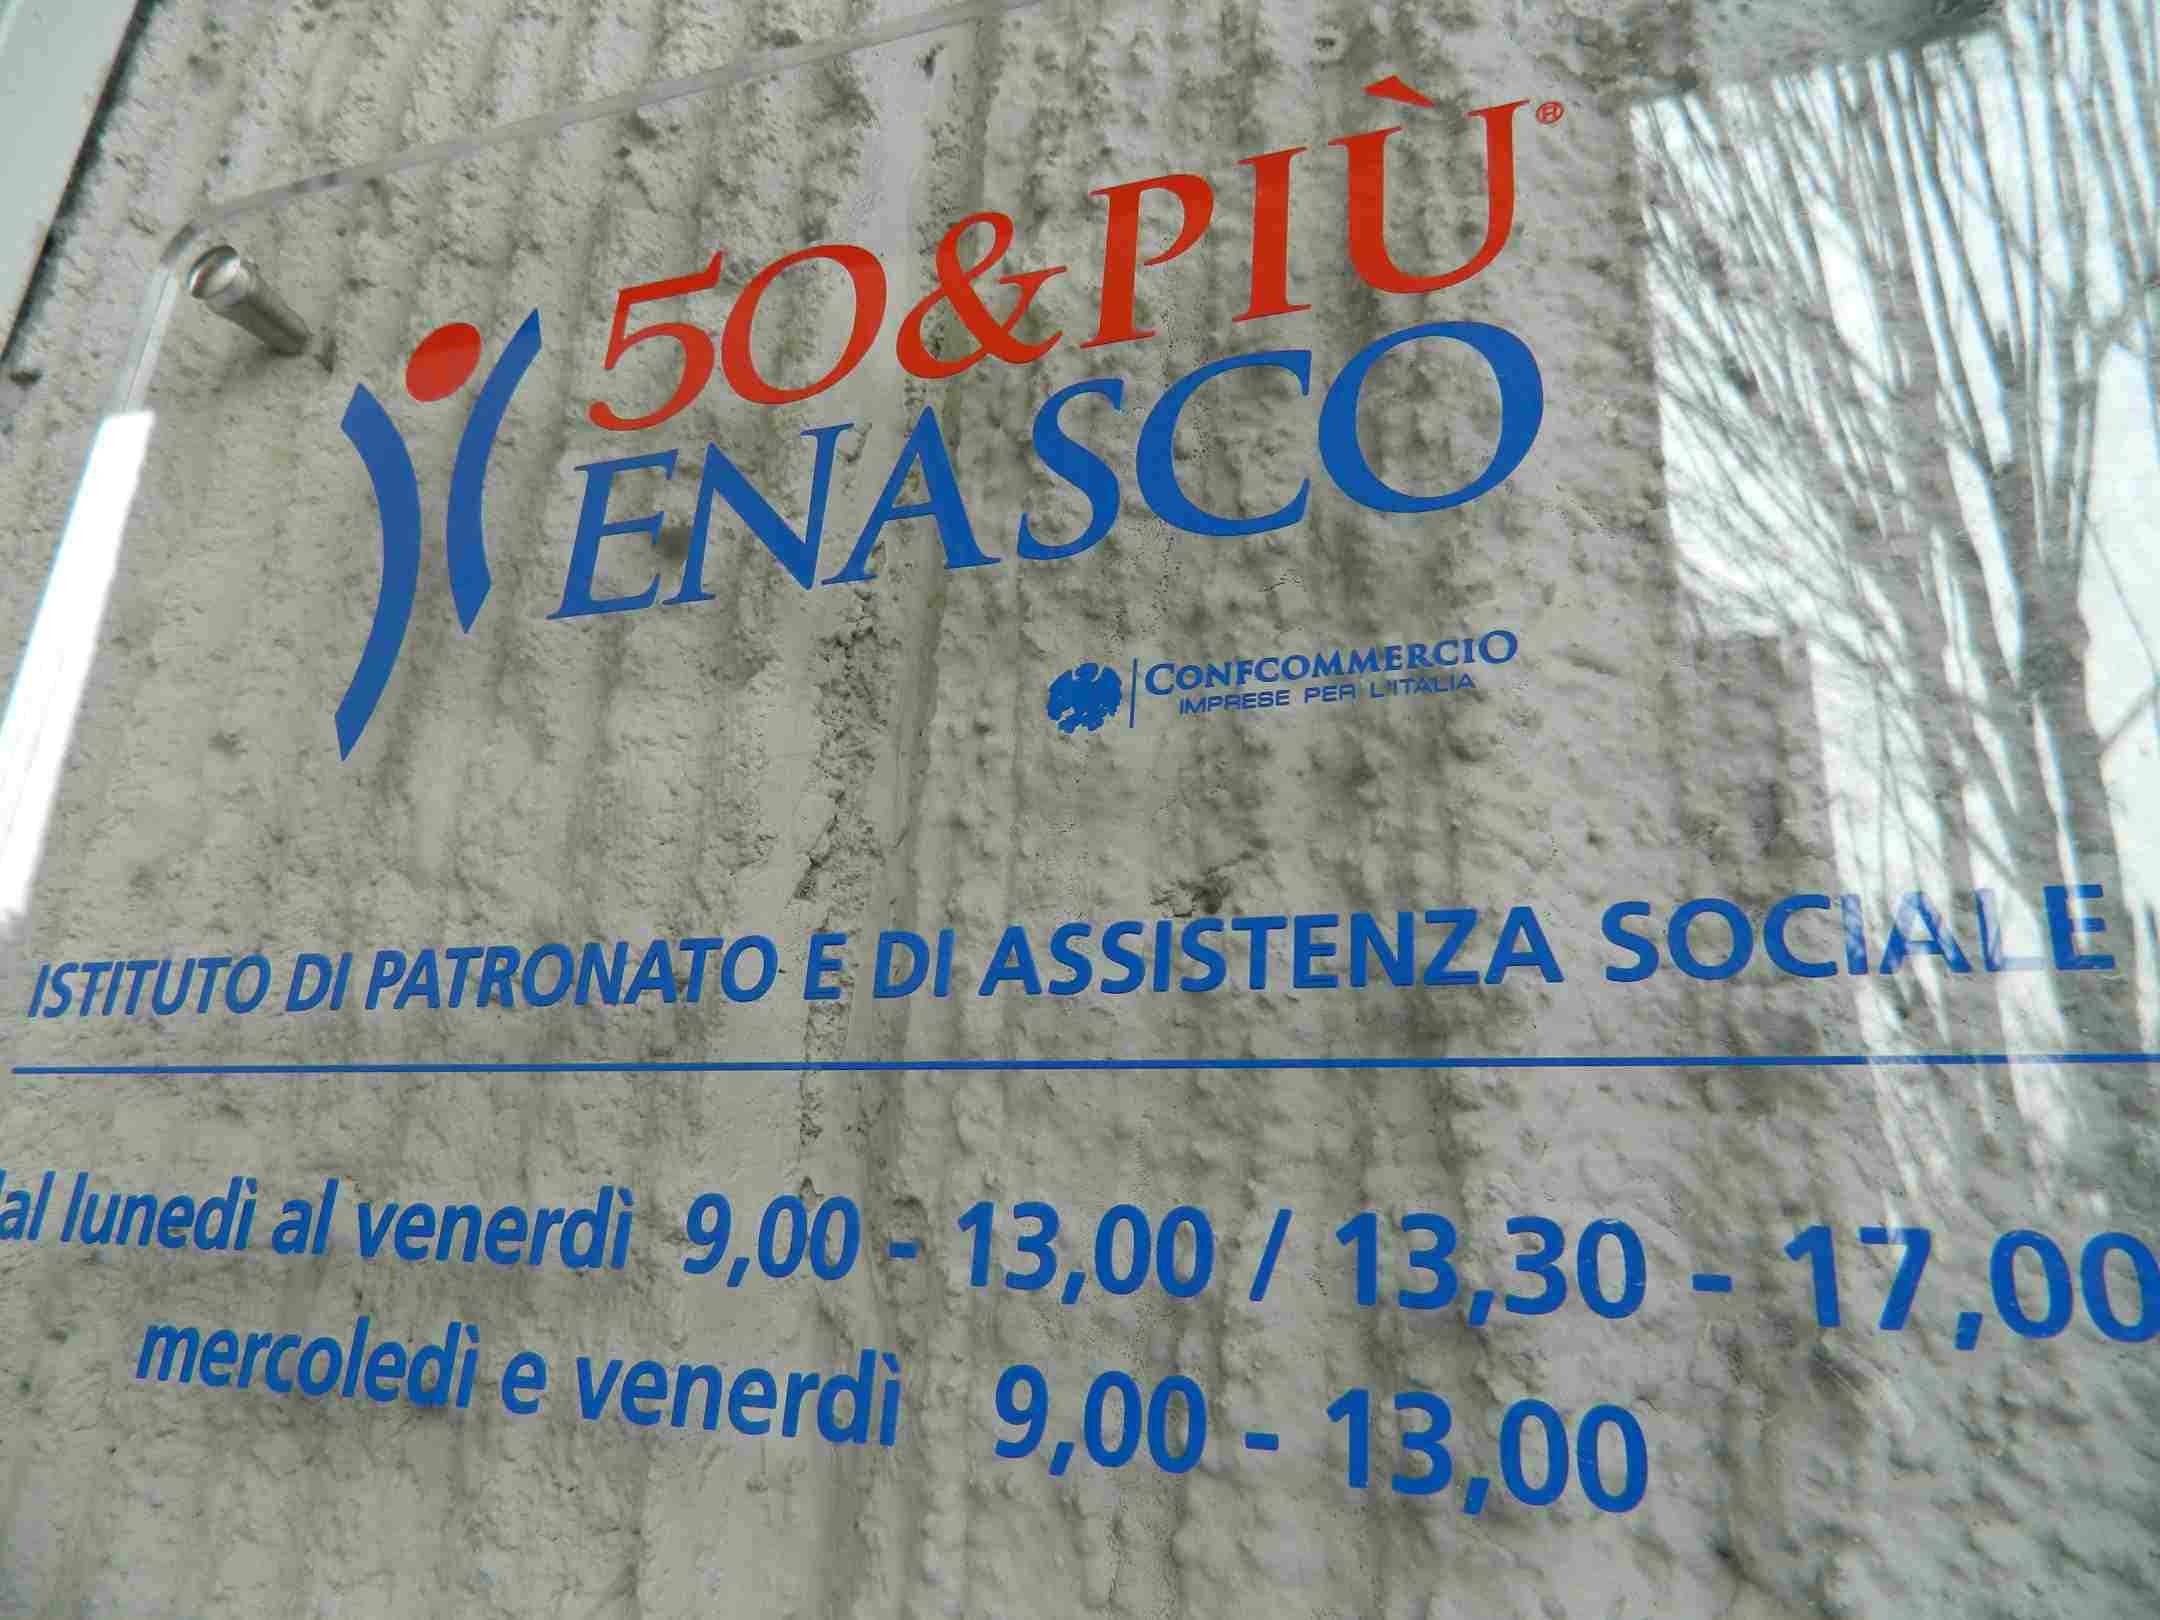 50&PIÙ®
ENASCO
CONFCOMMERCIO
IMPRESE PER L'ITALIA
ISTITUTO DI PATRONATO E DI ASSISTENZA SOCIALE
dal lunedì al venerdì 9,00 - 13,00 / 13,30 - 17,00
mercoledì e venerdì 9,00 - 13,00